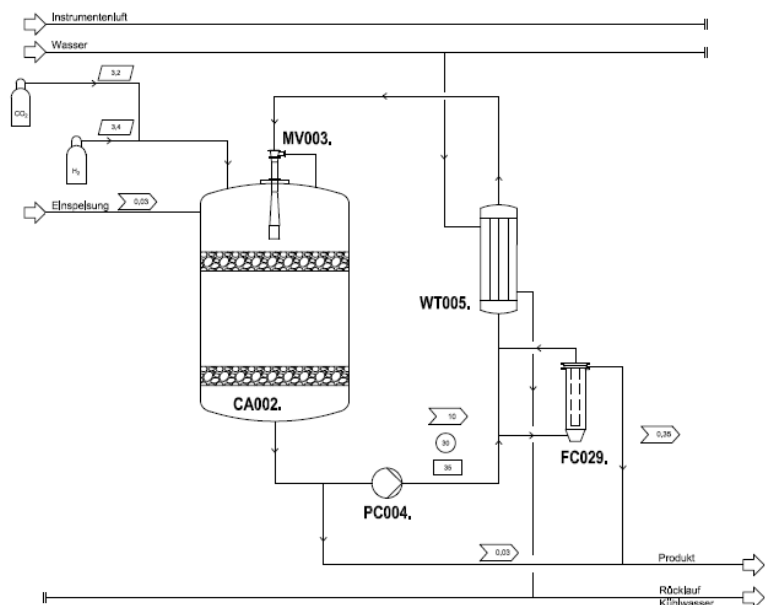 Instrumentenluft
Wasser
3,2
CO₂
3,4
H₂
MV003.
Einspeisung
0,03
WT005.
CA002.
10
30
35
FC029.
0,35
PC004.
0,03
Produkt
Rücklauf
Kühlwasser